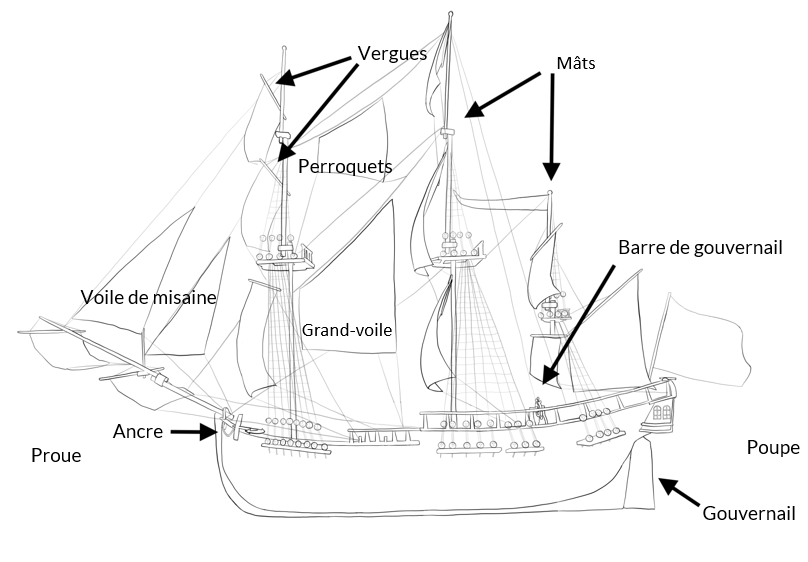 Vergues
Mâts
Perroquets
Barre de gouvernail
Voile de misaine
Grand-voile
Ancre
Proue
Poupe
Gouvernail